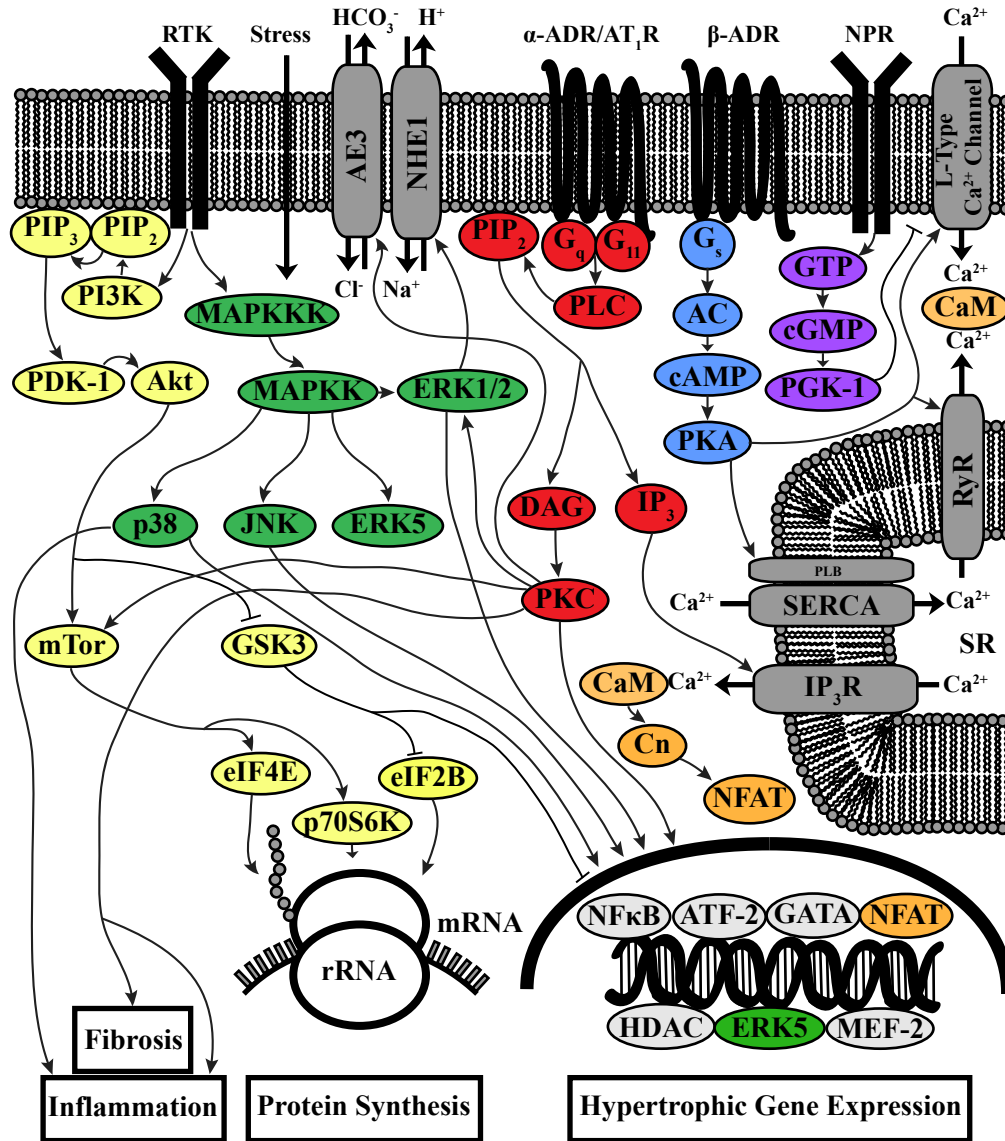 HCO₃⁻ H⁺
RTK Stress α-ADR/AT₁R β-ADR NPR Ca²⁺
AE3
NHE1
L-Type
Ca²⁺ Channel
PIP₃ PIP₂ PIP₂ Gq G₁₁ Gs
GTP
Ca²⁺
PI3K Cl⁻ Na⁺ PLC
MAPKKK AC CaM
cGMP Ca²⁺
PDK-1 Akt MAPKK ERK1/2 cAMP PGK-1
PKA
RyR
p38 JNK ERK5 DAG IP₃
PLB
PKC Ca²⁺ SERCA Ca²⁺
mTor GSK3 SR
CaM Ca²⁺ IP₃R Ca²⁺
Cn
eIF4E eIF2B NFAT
p70S6K
NFκB ATF-2 GATA NFAT
mRNA
rRNA
HDAC ERK5 MEF-2
Fibrosis
Inflammation Protein Synthesis Hypertrophic Gene Expression